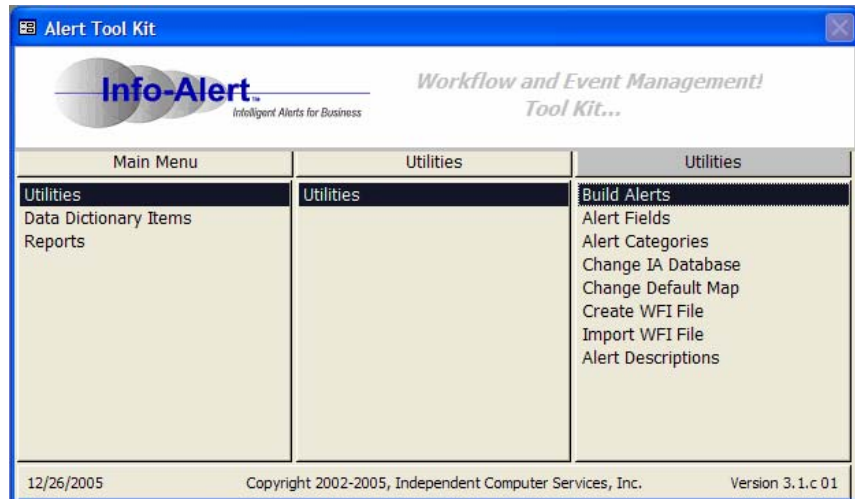 Alert Tool Kit
Info-Alert™
Intelligent Alerts for Business
Workflow and Event Management!
Tool Kit...
Main Menu
Utilities
Data Dictionary Items
Reports
Utilities
Utilities
Utilities
Build Alerts
Alert Fields
Alert Categories
Change IA Database
Change Default Map
Create WFI File
Import WFI File
Alert Descriptions
12/26/2005
Copyright 2002-2005, Independent Computer Services, Inc.
Version 3.1.c 01